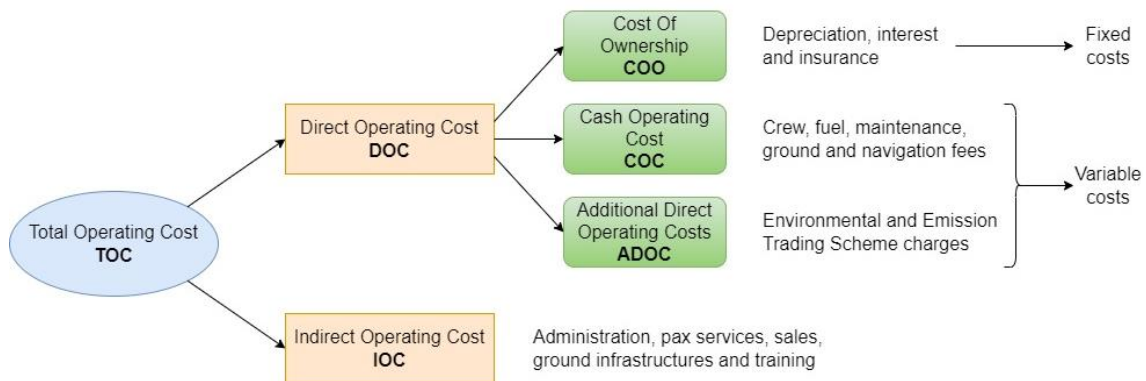 Total Operating Cost
TOC
Direct Operating Cost
DOC
Cost Of
Ownership
COO
Depreciation, interest
and insurance
Fixed
costs
Cash Operating
Cost
COC
Crew, fuel, maintenance,
ground and navigation fees
Additional Direct
Operating Costs
ADOC
Environmental and Emission
Trading Scheme charges
Variable
costs
Indirect Operating Cost
IOC
Administration, pax services, sales,
ground infrastructures and training